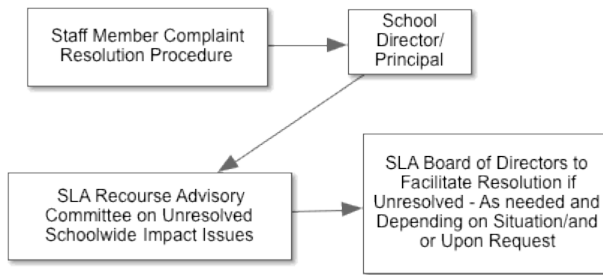 Staff Member Complaint
Resolution Procedure
School
Director/
Principal
SLA Recourse Advisory
Committee on Unresolved
Schoolwide Impact Issues
SLA Board of Directors to
Facilitate Resolution if
Unresolved - As needed and
Depending on Situation/and
or Upon Request